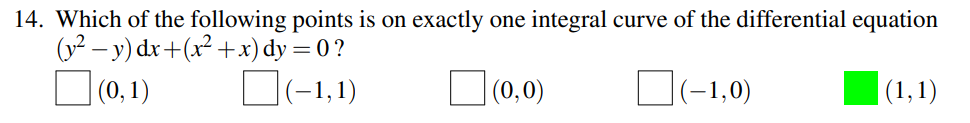 14. Which of the following points is on exactly one integral curve of the differential equation
(y² − y) dx+(x² +x) dy = 0 ?
(0,1) (−1,1) (0,0) (−1,0) (1,1)